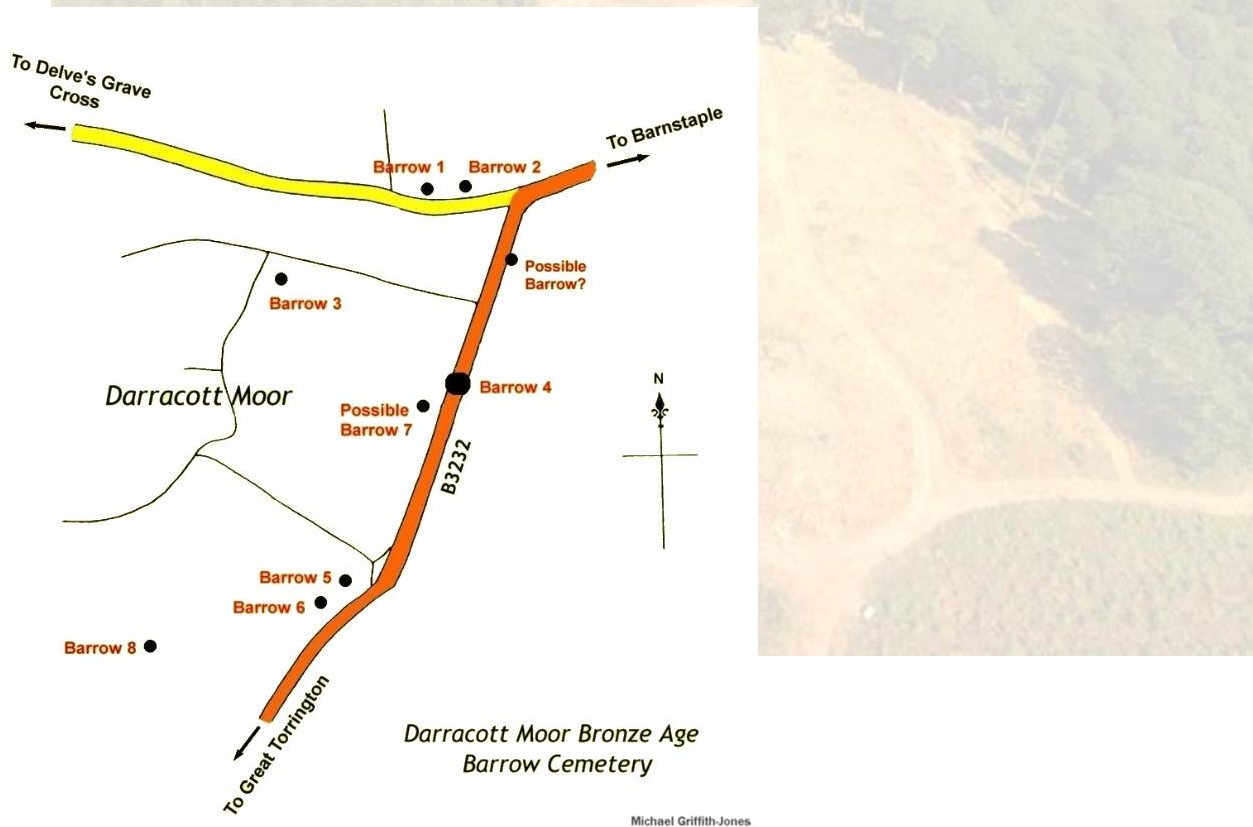 To Delve's Grave
Cross
To Barnstaple
Barrow 1
Barrow 2
Possible
Barrow?
Barrow 3
Darracott Moor
Barrow 4
Possible
Barrow 7
N
B3232
Barrow 5
Barrow 6
Barrow 8
To Great Torrington
Darracott Moor Bronze Age
Barrow Cemetery
Michael Griffith-Jones